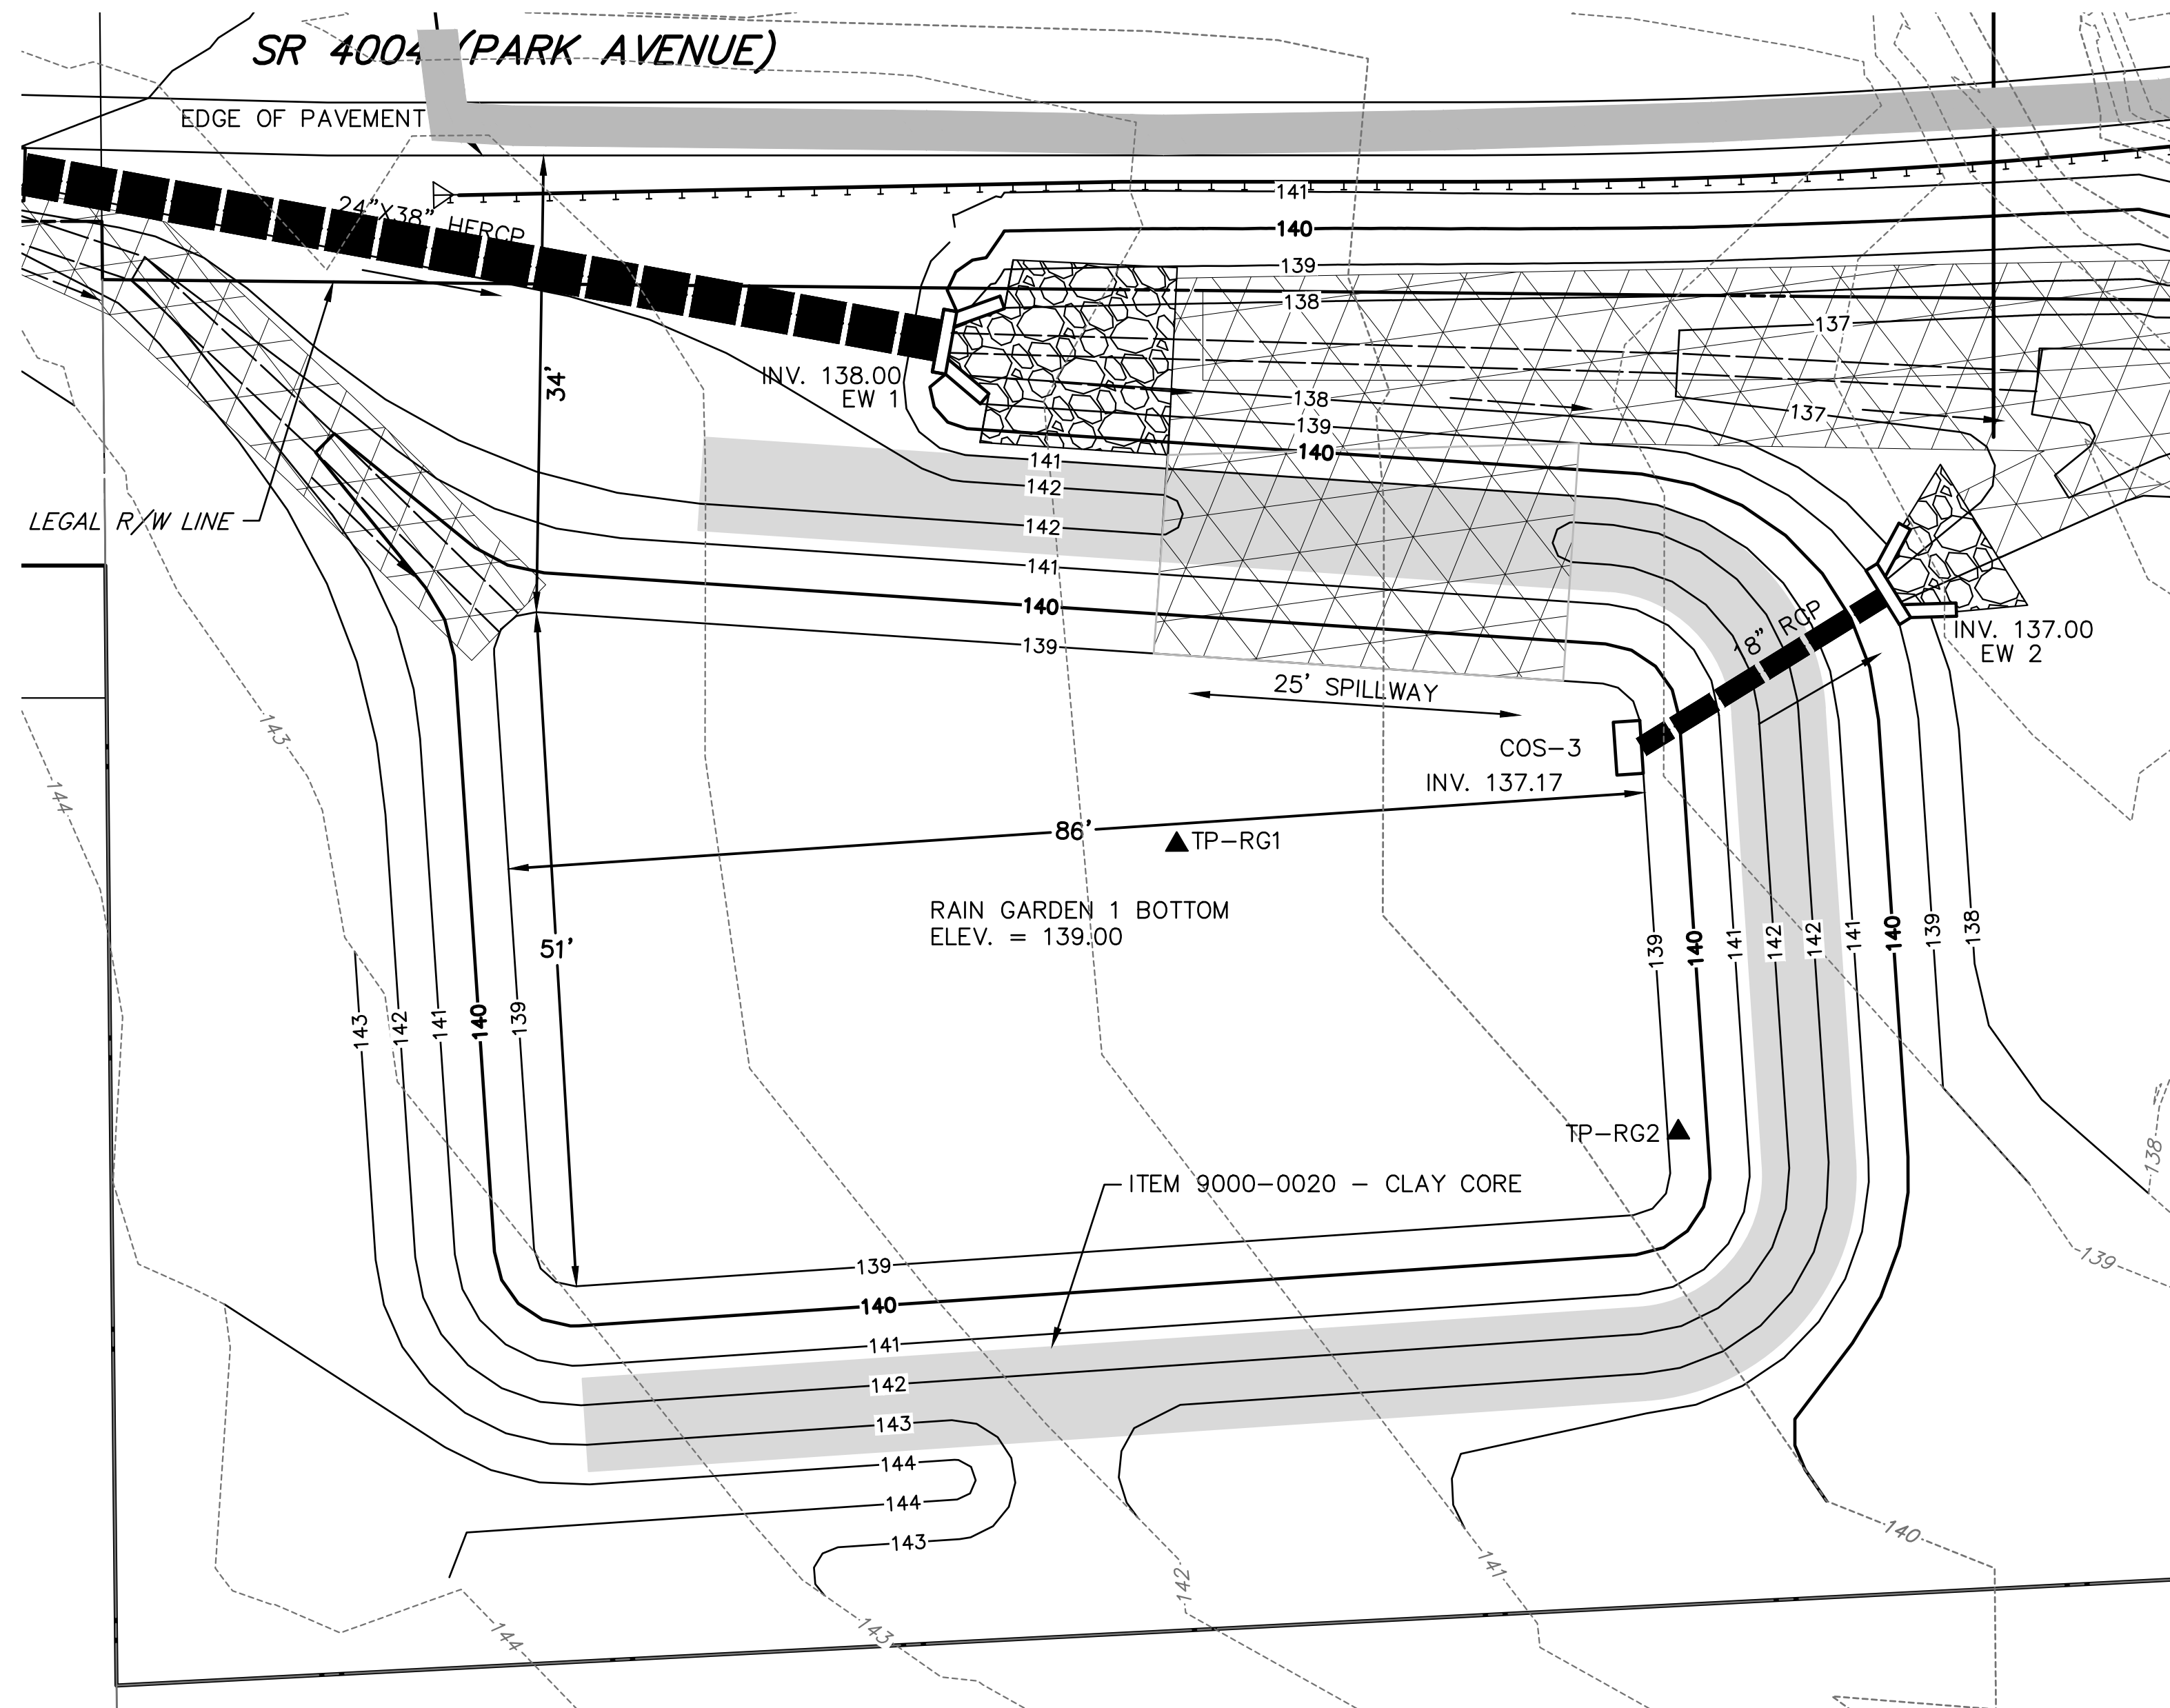 SR 4004 (PARK AVENUE)
EDGE OF PAVEMENT
24"X38" HERCP
141
140
139
138
137
34'
INV. 138.00
EW 1
138
137
139
140
141
142
LEGAL R/W LINE
142
141
140
139
18" RCP
INV. 137.00
EW 2
25' SPILLWAY
COS-3
INV. 137.17
143
144
86'
TP-RG1
RAIN GARDEN 1 BOTTOM
ELEV. = 139.00
51'
139
140
141
142
142
141
140
139
138
143
142
141
140
139
TP-RG2
138
ITEM 9000-0020 - CLAY CORE
139
139
140
141
142
143
144
144
143
140
141
142
143
144